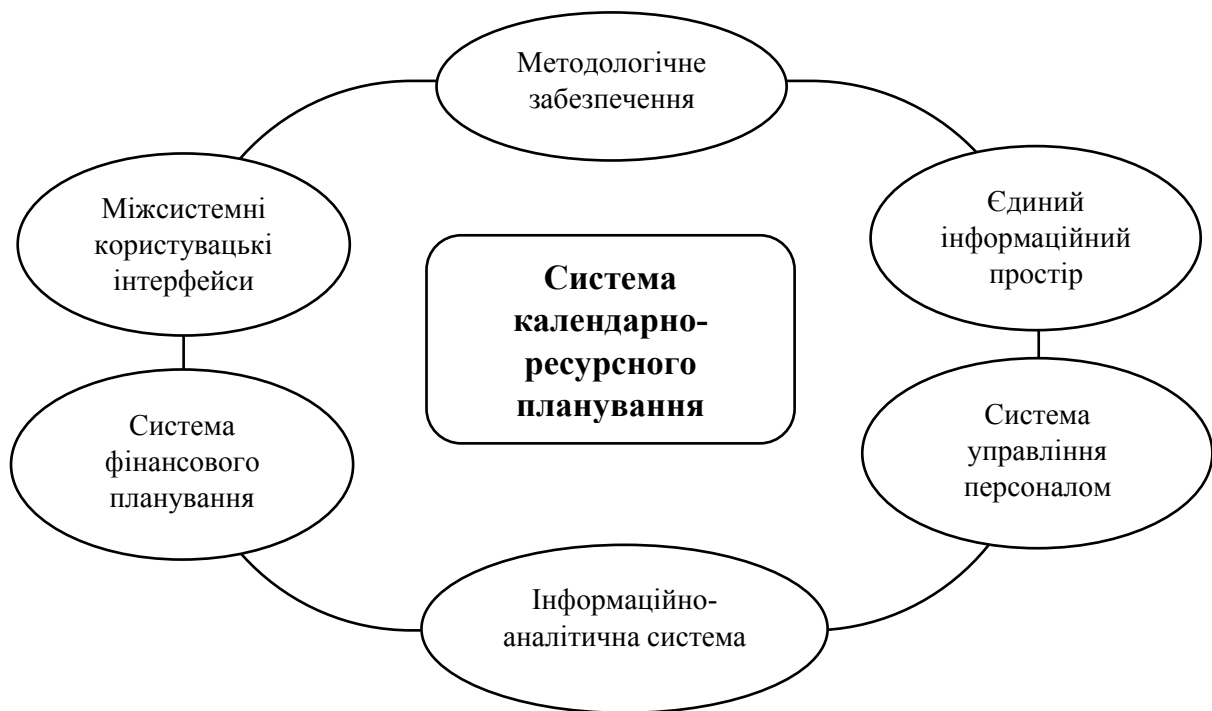 Методологічне
забезпечення
Міжсистемні
користувацькі
інтерфейси
Єдиний
інформаційний
простір
Система
календарно-
ресурсного
планування
Система
фінансового
планування
Система
управління
персоналом
Інформаційно-
аналітична система